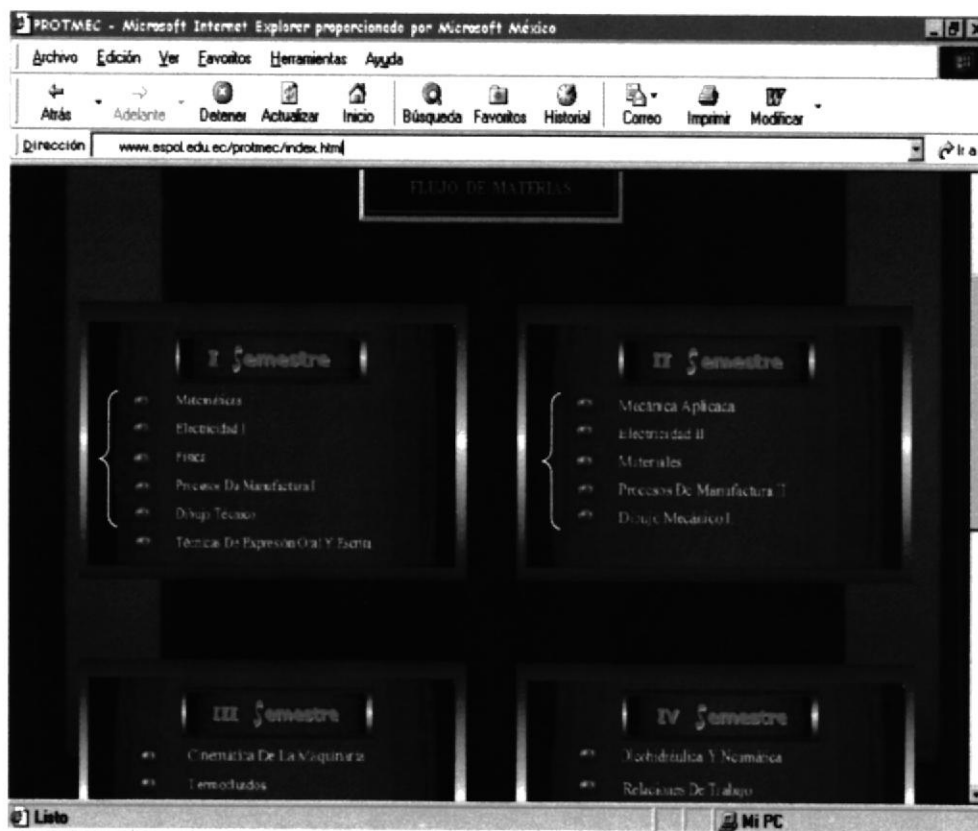 PROTMEC - Microsoft Internet Explorer proporcionado por Microsoft México
Archivo Edición Ver Favoritos Herramientas Ayuda
Atrás Adelante Detener Actualizar Inicio Búsqueda Favoritos Historial Correo Imprimir Modificar
Dirección www.espol.edu.ec/protmec/index.html Ir a
FLUJO DE MATERIAS
I Semestre
Matemáticas
Electricidad I
Física
Procesos De Manufactura I
Dibujo Técnico
Técnicas De Expresión Oral Y Escrita
II Semestre
Mecánica Aplicada
Electricidad II
Materiales
Procesos De Manufactura II
Dibujo Mecánico I
III Semestre
Cinemática De La Maquinaria
Termofluidos
IV Semestre
Oleohidráulica Y Neumática
Relaciones De Trabajo
Listo
Mi PC